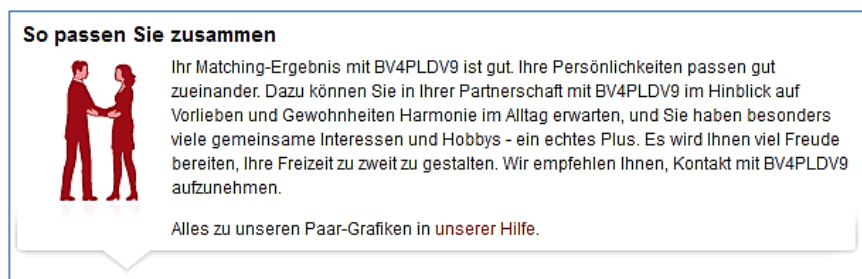 So passen Sie zusammen
Ihr Matching-Ergebnis mit BV4PLDV9 ist gut. Ihre Persönlichkeiten passen gut
zueinander. Dazu können Sie in Ihrer Partnerschaft mit BV4PLDV9 im Hinblick auf
Vorlieben und Gewohnheiten Harmonie im Alltag erwarten, und Sie haben besonders
viele gemeinsame Interessen und Hobbys - ein echtes Plus. Es wird Ihnen viel Freude
bereiten, Ihre Freizeit zu zweit zu gestalten. Wir empfehlen Ihnen, Kontakt mit BV4PLDV9
aufzunehmen.
Alles zu unseren Paar-Grafiken in unserer Hilfe.